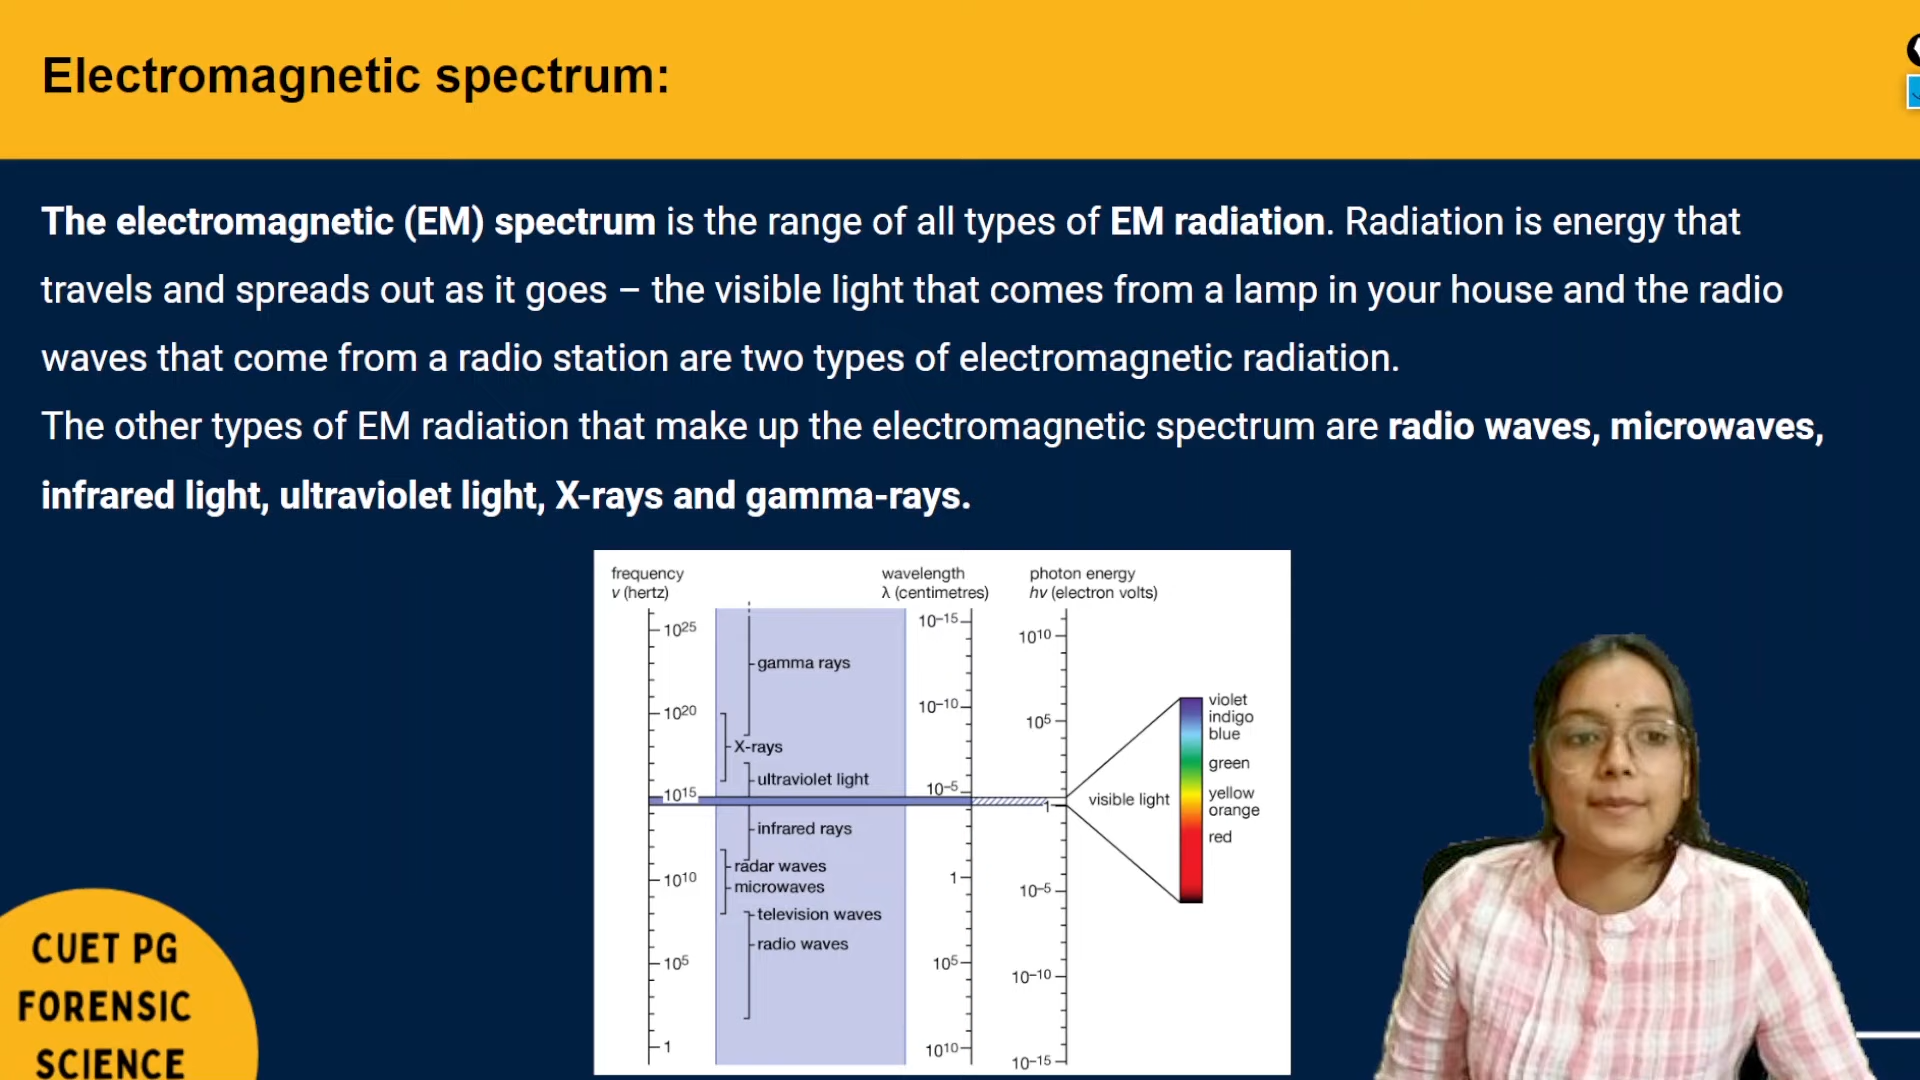 Electromagnetic spectrum:
The electromagnetic (EM) spectrum is the range of all types of EM radiation. Radiation is energy that
travels and spreads out as it goes – the visible light that comes from a lamp in your house and the radio
waves that come from a radio station are two types of electromagnetic radiation.
The other types of EM radiation that make up the electromagnetic spectrum are radio waves, microwaves,
infrared light, ultraviolet light, X-rays and gamma-rays.
frequency
ν (hertz)
10²⁵
10²⁰
10¹⁵
10¹⁰
10⁵
1
gamma rays
X-rays
ultraviolet light
infrared rays
radar waves
microwaves
television waves
radio waves
wavelength
λ (centimetres)
10⁻¹⁵
10⁻¹⁰
10⁻⁵
1
10⁵
10¹⁰
photon energy
hν (electron volts)
10¹⁰
10⁵
1
10⁻⁵
10⁻¹⁰
10⁻¹⁵
visible light
violet
indigo
blue
green
yellow
orange
red
CUET PG
FORENSIC
SCIENCE